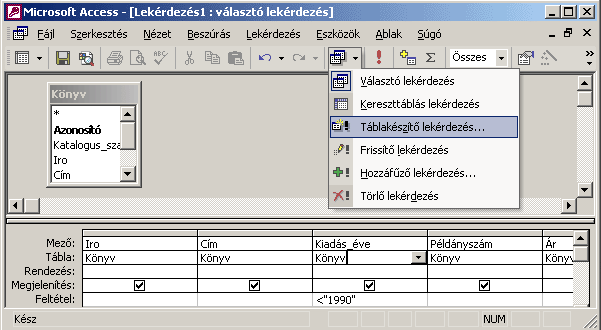 Microsoft Access - [Lekérdezés1 : választó lekérdezés]
Fájl Szerkesztés Nézet Beszúrás Lekérdezés Eszközök Ablak Súgó
Összes
Könyv
*
Azonosító
Katalogus_sza
Iro
Cím
Választó lekérdezés
Kereszttáblás lekérdezés
Táblakészítő lekérdezés...
Frissítő lekérdezés
Hozzáfűző lekérdezés...
Törlő lekérdezés
Mező: Iro Cím Kiadás_éve Példányszám Ár
Tábla: Könyv Könyv Könyv Könyv Könyv
Rendezés:
Megjelenítés:
Feltétel: <"1990"
Kész NUM